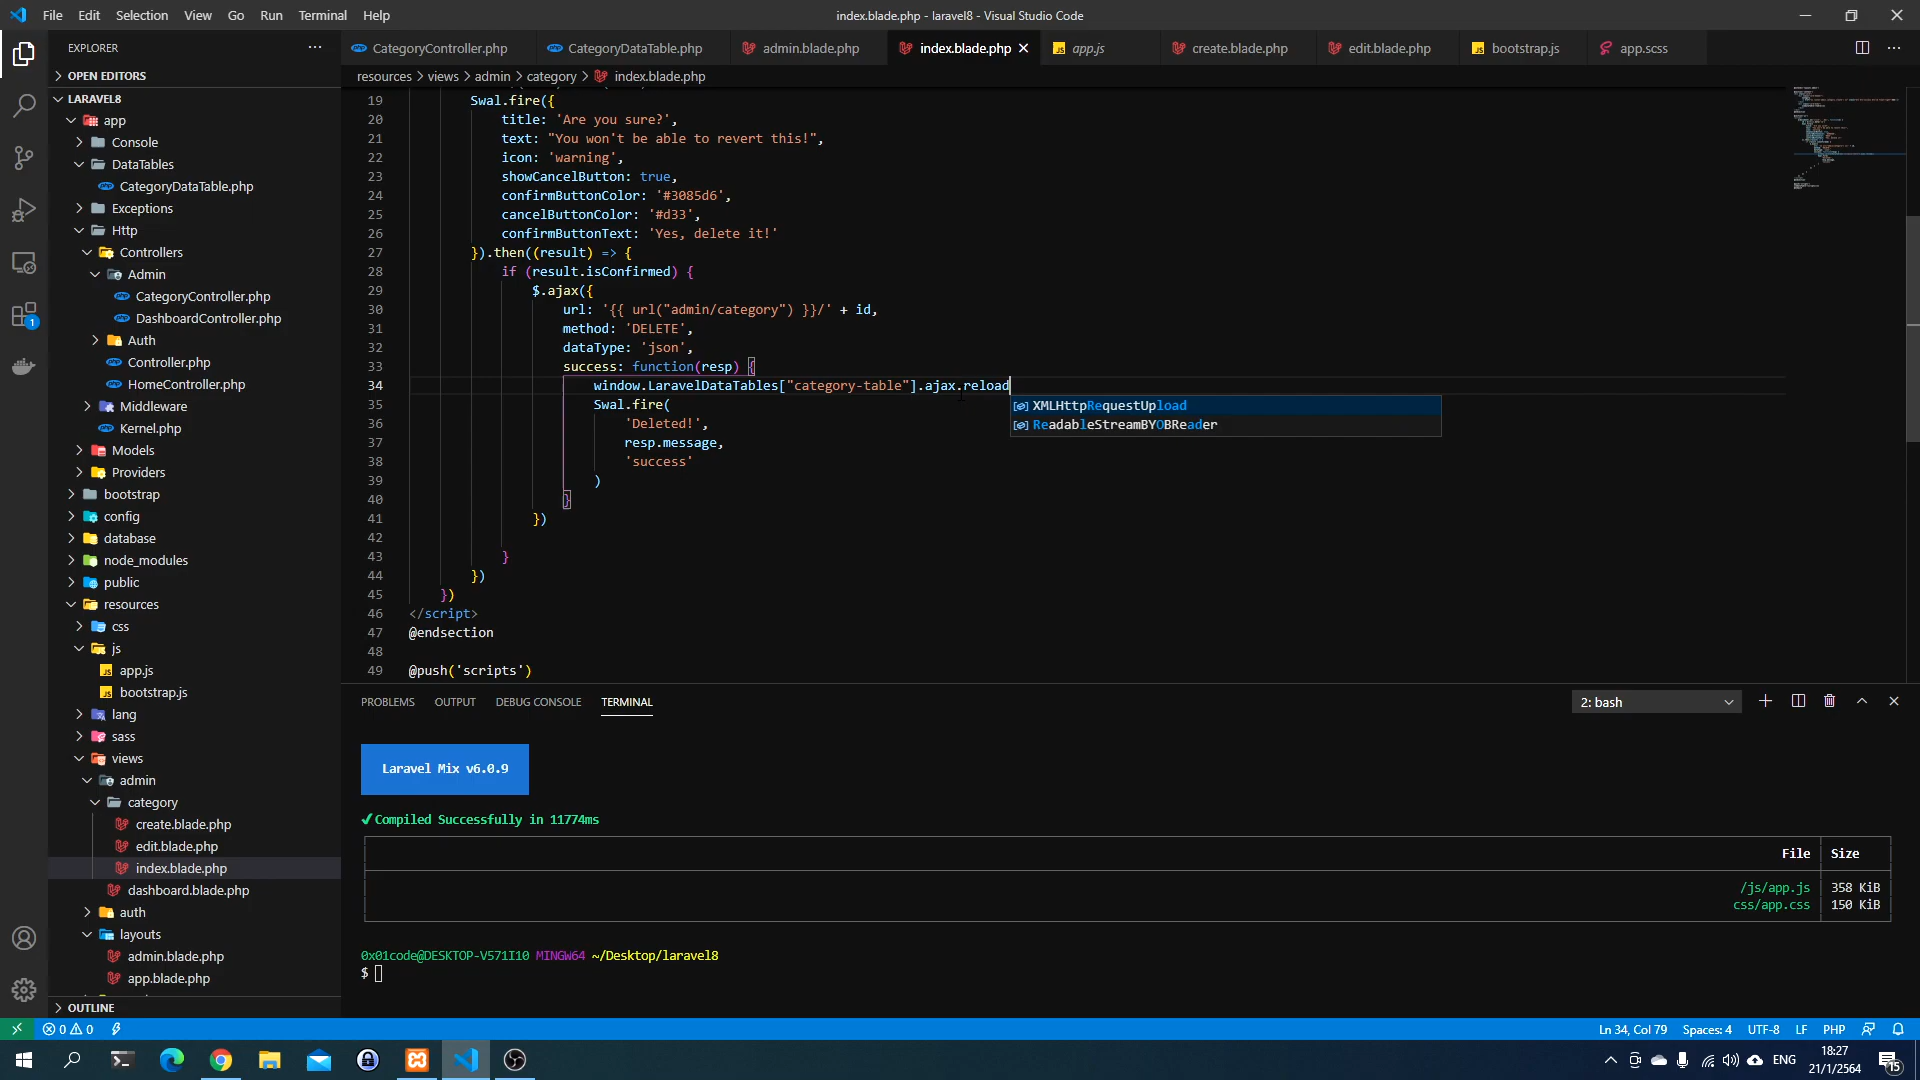 File Edit Selection View Go Run Terminal Help
index.blade.php - laravel8 - Visual Studio Code
EXPLORER
CategoryController.php
CategoryDataTable.php
admin.blade.php
index.blade.php
app.js
create.blade.php
edit.blade.php
bootstrap.js
app.scss
resources > views > admin > category > index.blade.php
OPEN EDITORS
LARAVEL8
app
Console
DataTables
CategoryDataTable.php
Exceptions
Http
Controllers
Admin
CategoryController.php
DashboardController.php
Auth
Controller.php
HomeController.php
Middleware
Kernel.php
Models
Providers
bootstrap
config
database
node_modules
public
resources
css
js
app.js
bootstrap.js
lang
sass
views
admin
category
create.blade.php
edit.blade.php
index.blade.php
dashboard.blade.php
auth
layouts
admin.blade.php
app.blade.php
OUTLINE
19 Swal.fire({
20 title: 'Are you sure?',
21 text: "You won't be able to revert this!",
22 icon: 'warning',
23 showCancelButton: true,
24 confirmButtonColor: '#3085d6',
25 cancelButtonColor: '#d33',
26 confirmButtonText: 'Yes, delete it!'
27 }).then((result) => {
28 if (result.isConfirmed) {
29 $.ajax({
30 url: '{{ url("admin/category") }}/' + id,
31 method: 'DELETE',
32 dataType: 'json',
33 success: function(resp) {
34 window.LaravelDataTables["category-table"].ajax.reload
35 Swal.fire(
36 'Deleted!',
37 resp.message,
38 'success'
39 )
40 }
41 })
42
43 }
44 })
45 })
46 </script>
47 @endsection
48
49 @push('scripts')
XMLHttpRequestUpload
ReadableStreamBYOBReader
PROBLEMS OUTPUT DEBUG CONSOLE TERMINAL
2: bash
Laravel Mix v6.0.9
✔Compiled Successfully in 11774ms
File Size
/js/app.js 358 KiB
css/app.css 150 KiB
0x01code@DESKTOP-V571I10 MINGW64 ~/Desktop/laravel8
$
0 0
Ln 34, Col 79 Spaces: 4 UTF-8 LF PHP
1
ENG
18:27
21/1/2564
15